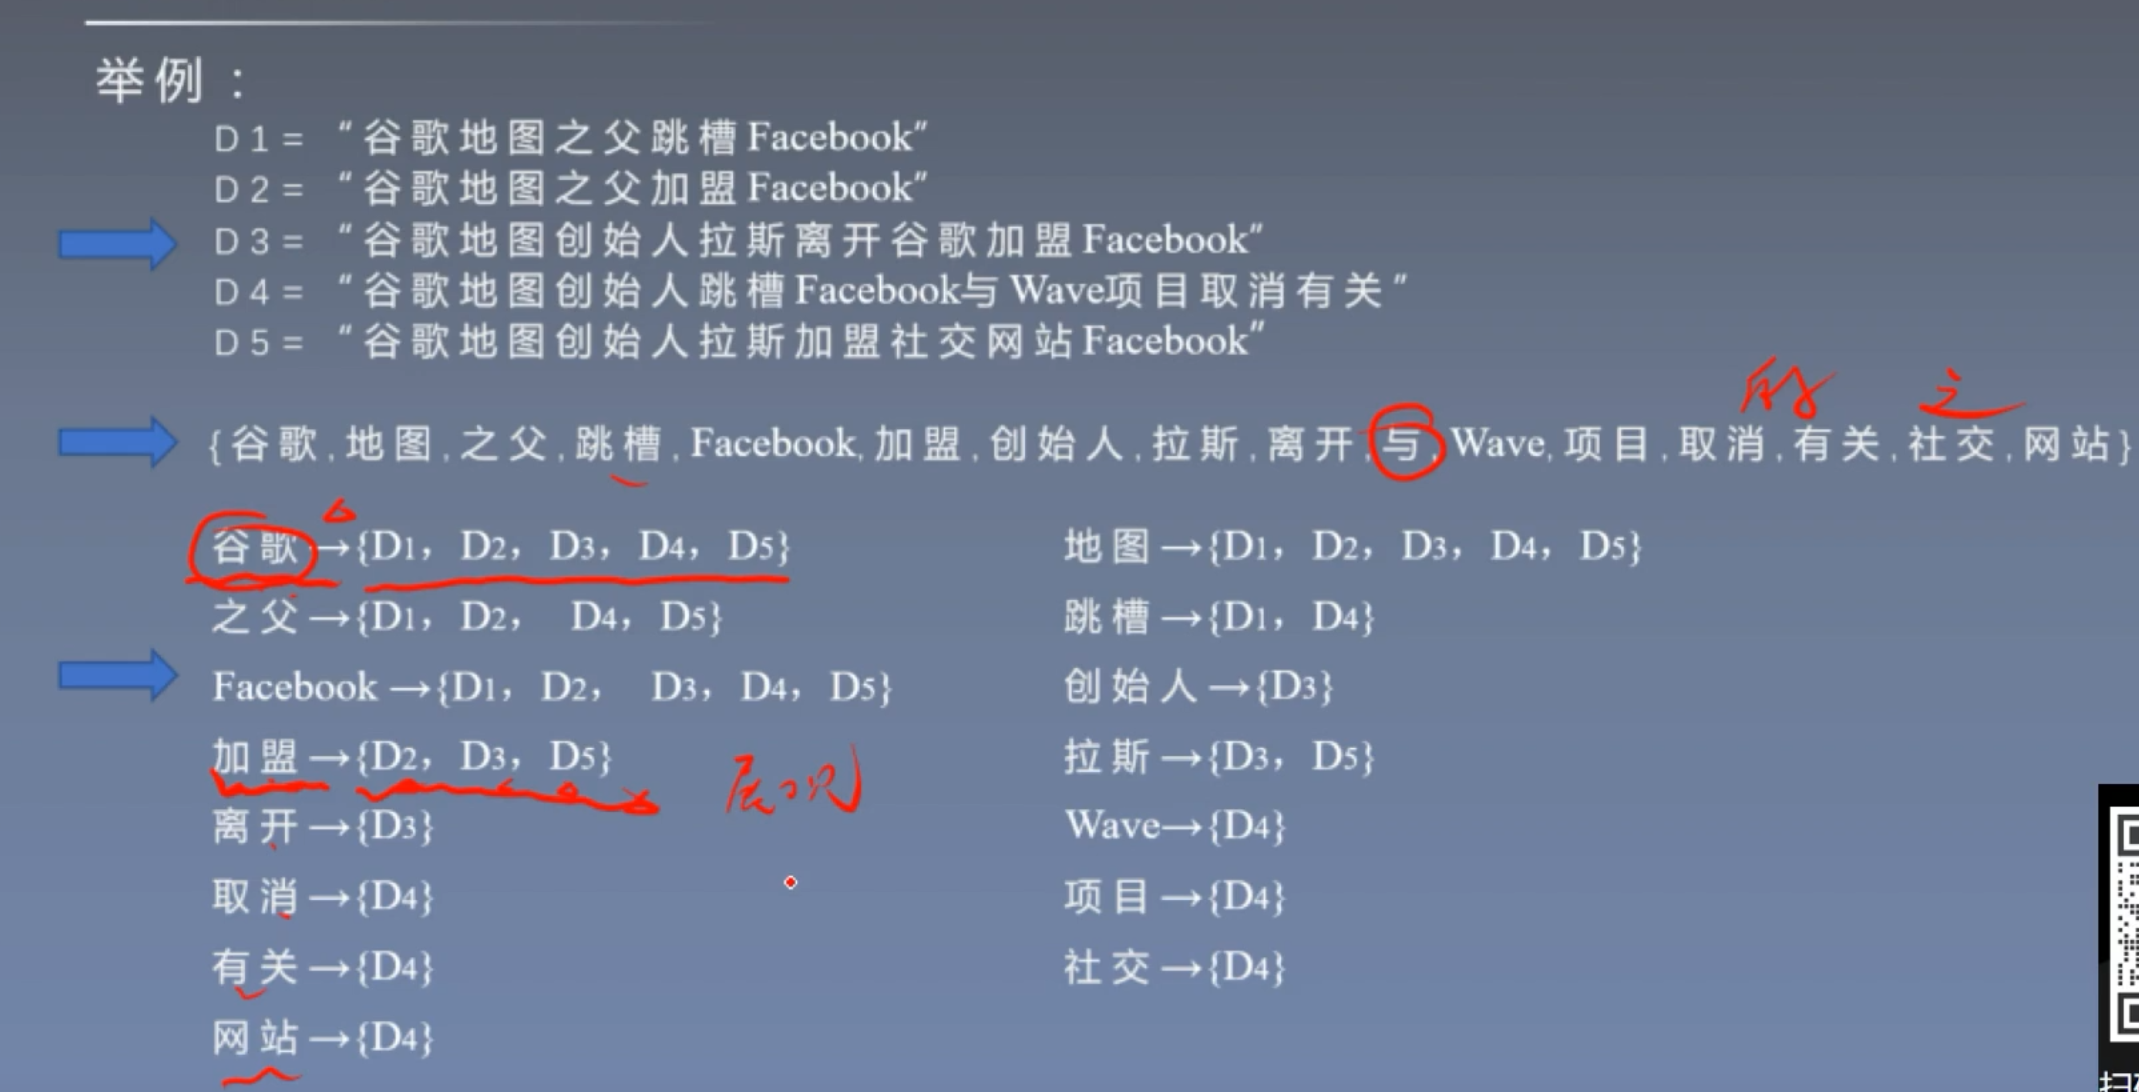 举例：
D1=“谷歌地图之父跳槽Facebook”
D2=“谷歌地图之父加盟Facebook”
D3=“谷歌地图创始人拉斯离开谷歌加盟Facebook”
D4=“谷歌地图创始人跳槽Facebook与Wave项目取消有关”
D5=“谷歌地图创始人拉斯加盟社交网站Facebook”
的 之
{谷歌,地图,之父,跳槽,Facebook,加盟,创始人,拉斯,离开,与,Wave,项目,取消,有关,社交,网站}
谷歌→{D1，D2，D3，D4，D5} 地图→{D1，D2，D3，D4，D5}
之父→{D1，D2， D4，D5} 跳槽→{D1，D4}
Facebook→{D1，D2， D3，D4，D5} 创始人→{D3}
加盟→{D2，D3，D5} 拉斯→{D3，D5}
离开→{D3} Wave→{D4}
取消→{D4} 项目→{D4}
有关→{D4} 社交→{D4}
网站→{D4}